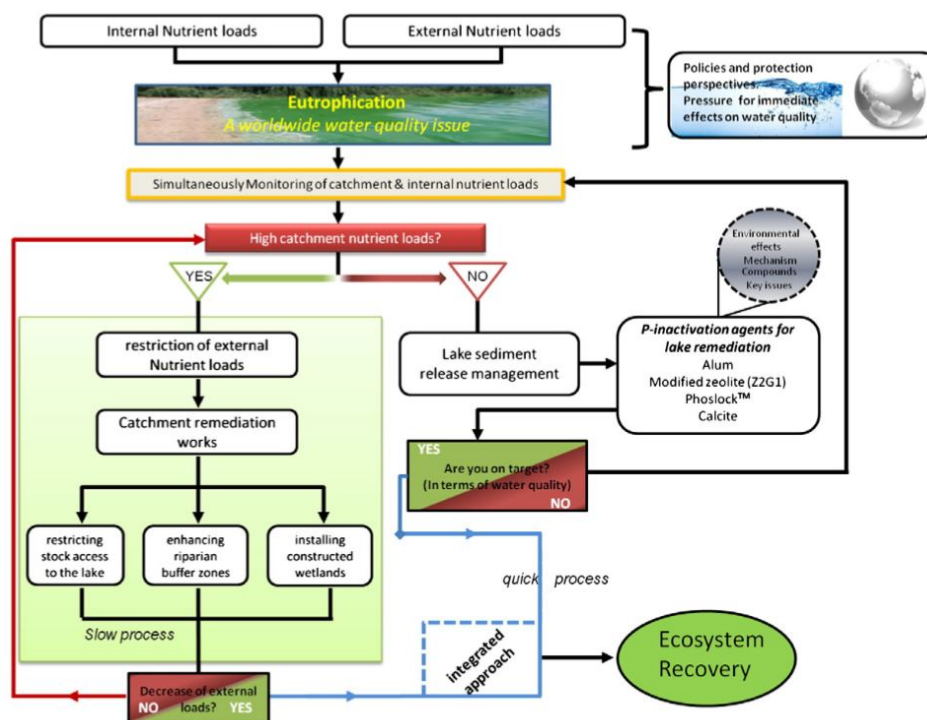 Internal Nutrient loads
External Nutrient loads
Policies and protection
perspectives.
Pressure for immediate
effects on water quality
Eutrophication
A worldwide water quality issue
Simultaneously Monitoring of catchment & internal nutrient loads
High catchment nutrient loads?
YES
NO
Environmental
effects
Mechanism
Compounds
Key issues
restriction of external
Nutrient loads
Lake sediment
release management
P-inactivation agents for
lake remediation
Alum
Modified zeolite (Z2G1)
Phoslock™
Calcite
Catchment remediation
works
YES
Are you on target?
(In terms of water quality)
NO
restricting
stock access
to the lake
enhancing
riparian
buffer zones
installing
constructed
wetlands
quick process
Slow process
integrated
approach
Ecosystem
Recovery
Decrease of external
loads?
NO
YES